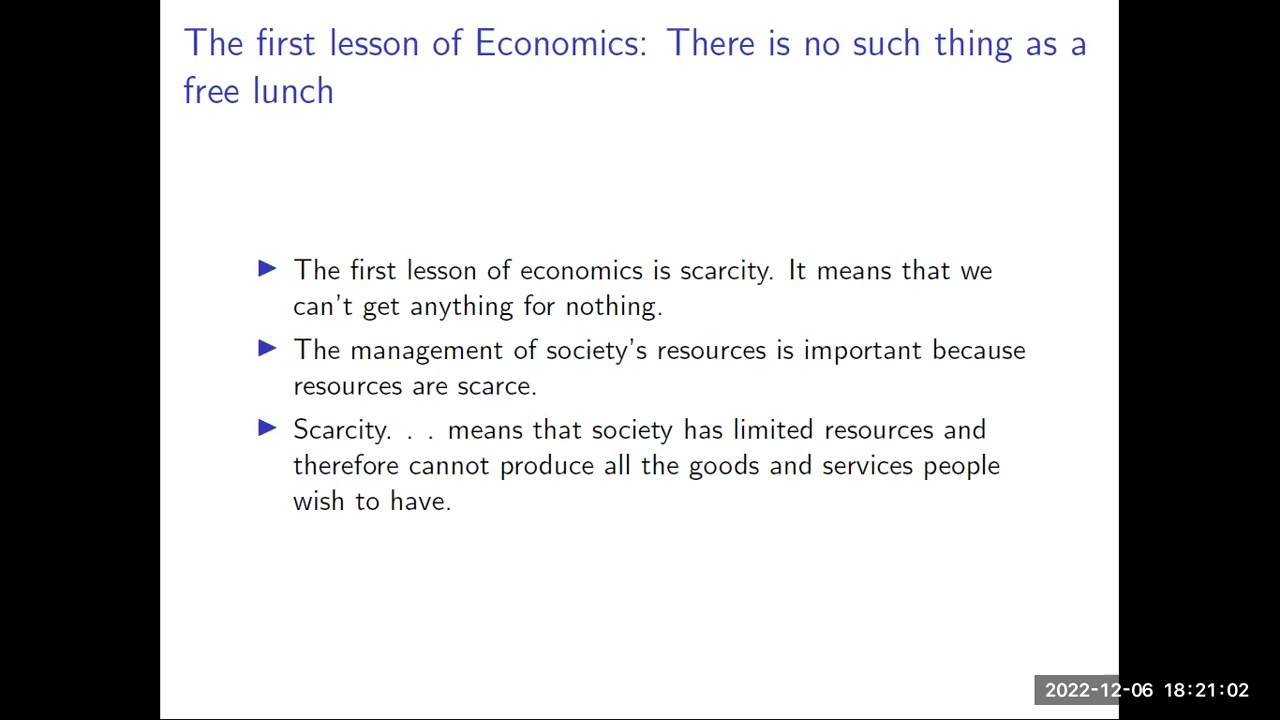 The first lesson of Economics: There is no such thing as a
free lunch
The first lesson of economics is scarcity. It means that we
can't get anything for nothing.
The management of society's resources is important because
resources are scarce.
Scarcity. . . means that society has limited resources and
therefore cannot produce all the goods and services people
wish to have.
2022-12-06 18:21:02